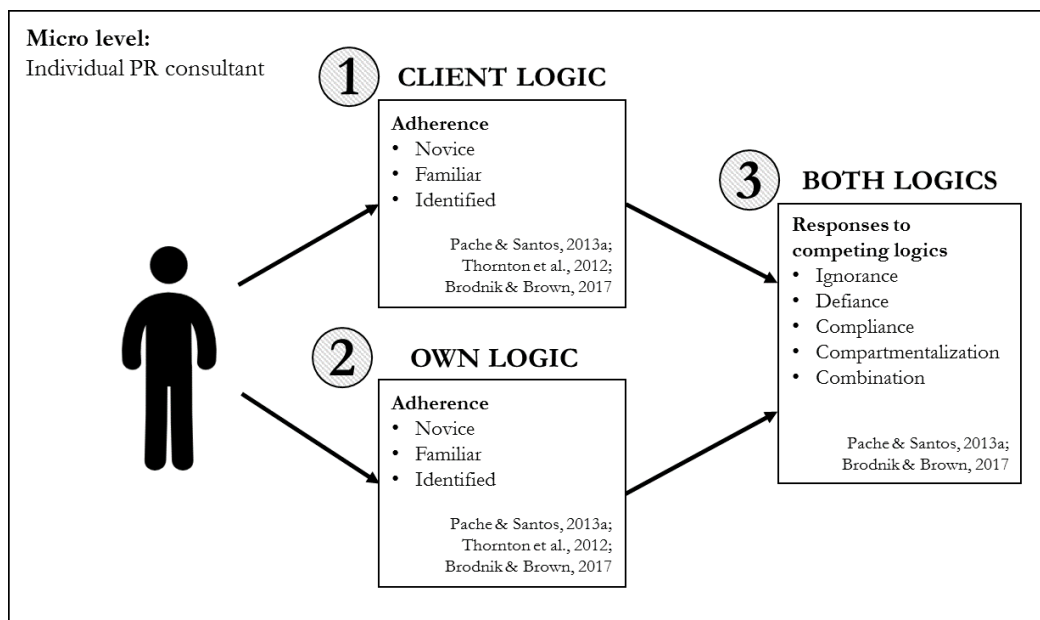 Micro level:
Individual PR consultant
1
CLIENT LOGIC
Adherence
• Novice
• Familiar
• Identified
Pache & Santos, 2013a;
Thornton et al., 2012;
Brodnik & Brown, 2017
2
OWN LOGIC
Adherence
• Novice
• Familiar
• Identified
Pache & Santos, 2013a;
Thornton et al., 2012;
Brodnik & Brown, 2017
3
BOTH LOGICS
Responses to
competing logics
• Ignorance
• Defiance
• Compliance
• Compartmentalization
• Combination
Pache & Santos, 2013a;
Brodnik & Brown, 2017